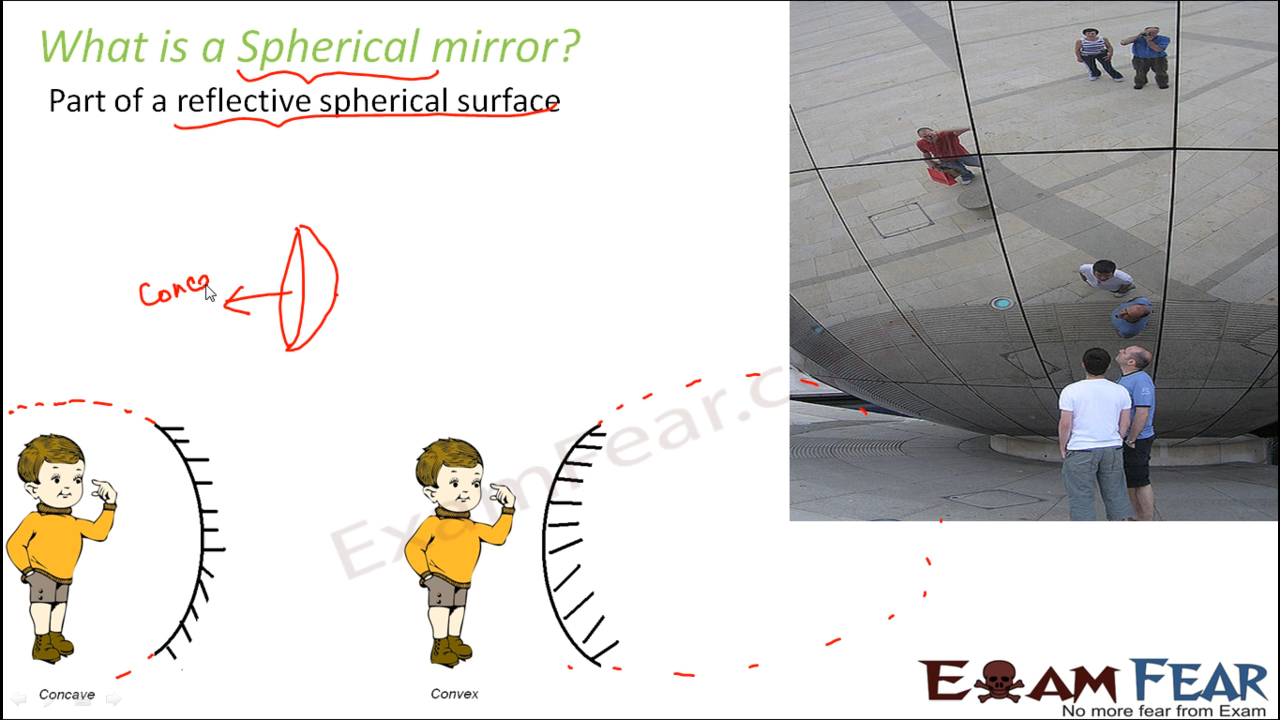 What is a Spherical mirror?
Part of a reflective spherical surface
Conca
ExamFear.c
Concave
Convex
EXAM FEAR
No more fear from Exam